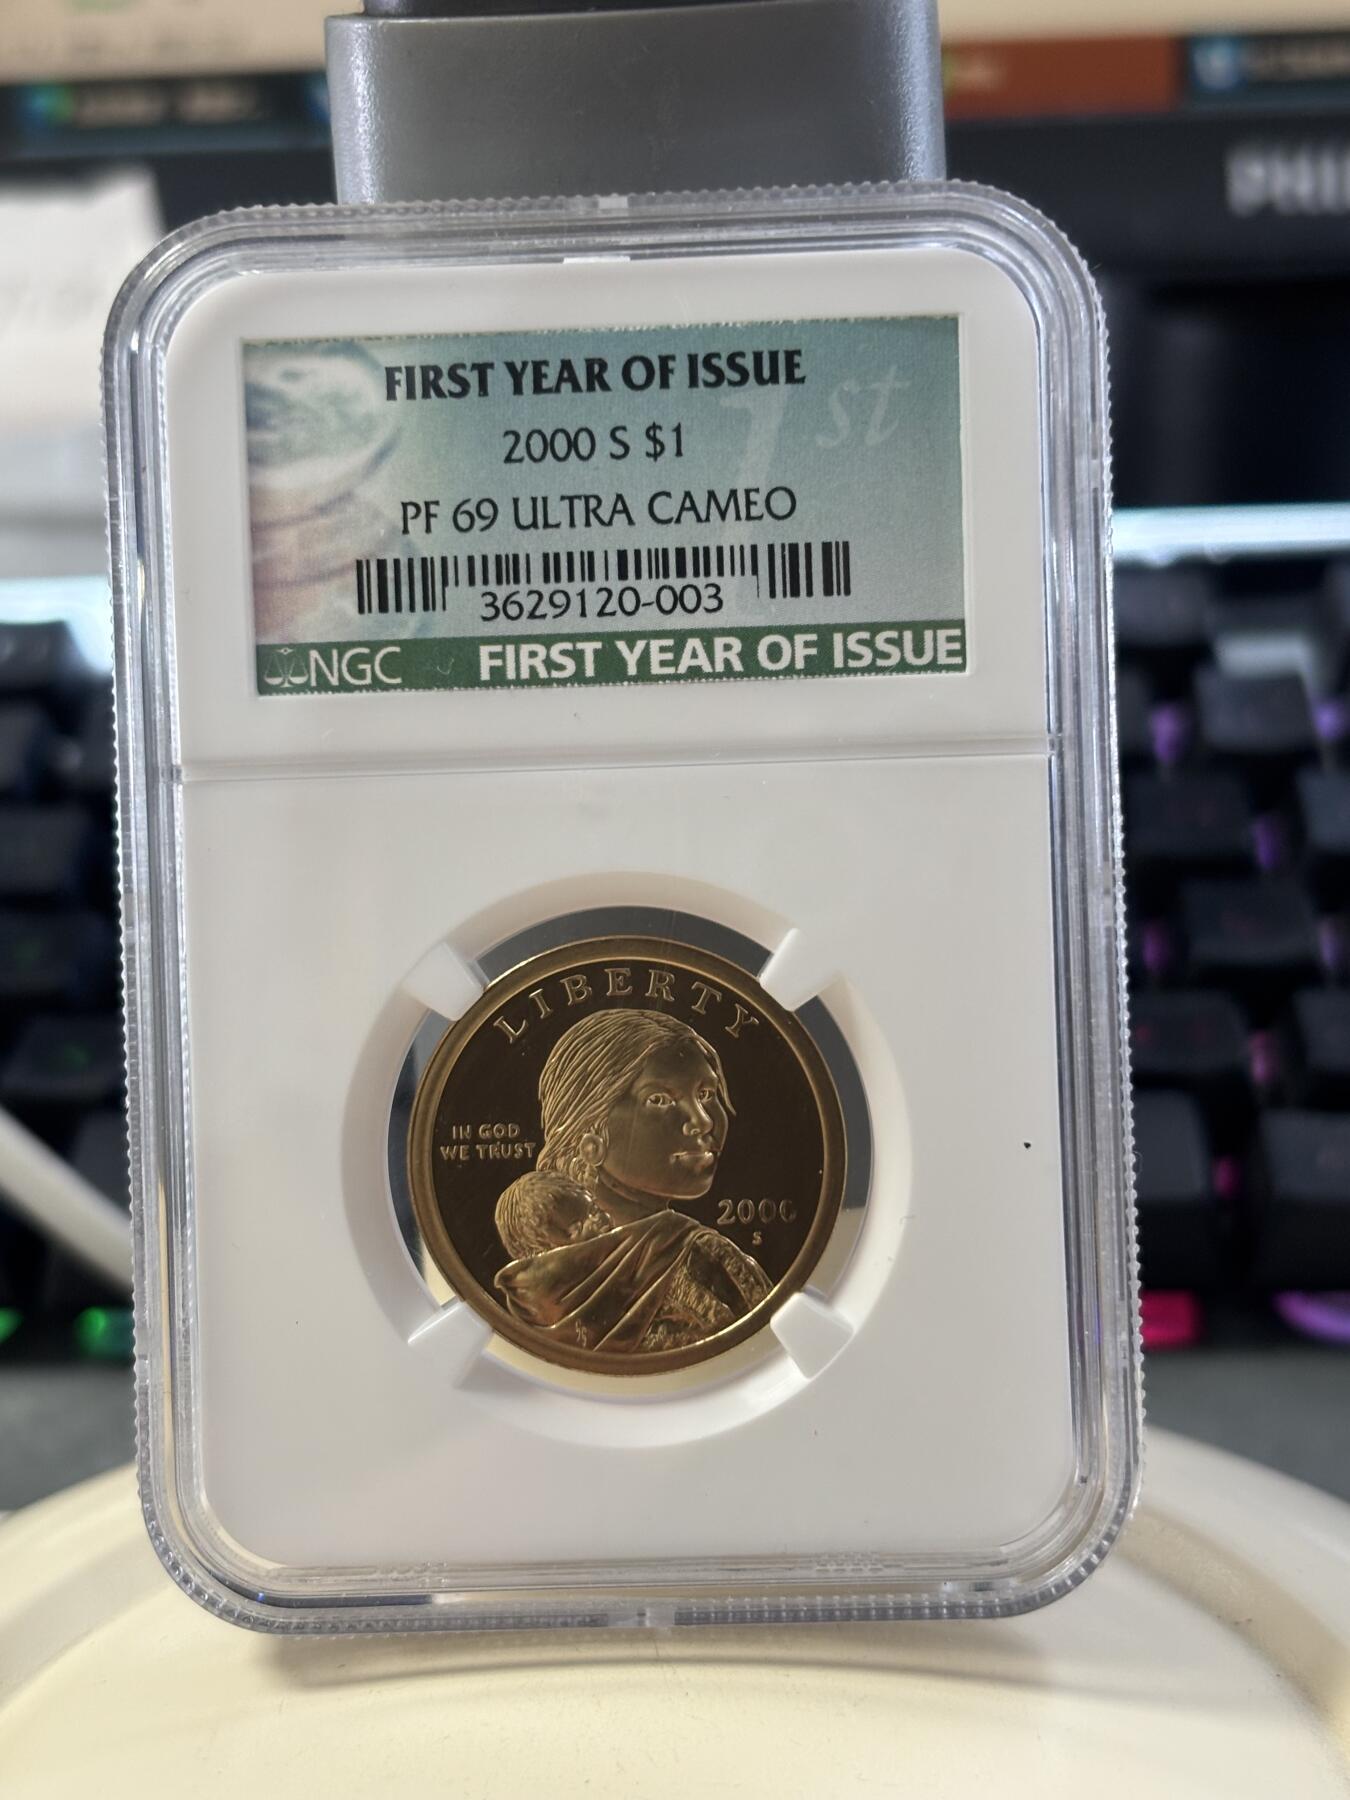 FIRST YEAR OF ISSUE
1st
2000 S $1
PF 69 ULTRA CAMEO
3629120-003
NGC FIRST YEAR OF ISSUE
LIBERTY
IN GOD
WE TRUST
2000
S